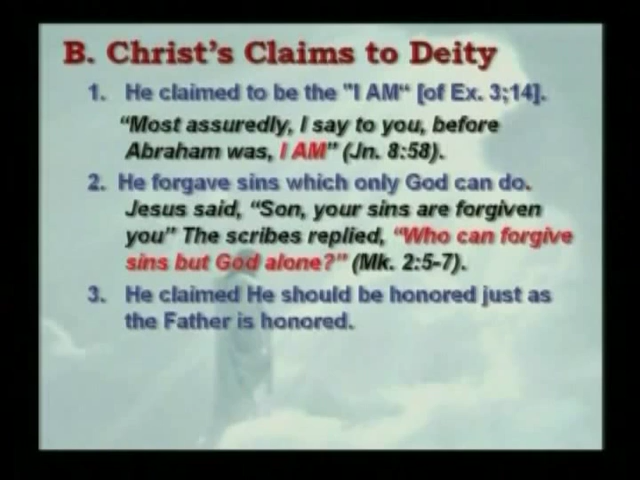 B. Christ's Claims to Deity
1. He claimed to be the "I AM“ [of Ex. 3;14].
“Most assuredly, I say to you, before
Abraham was, I AM” (Jn. 8:58).
2. He forgave sins which only God can do.
Jesus said, “Son, your sins are forgiven
you” The scribes replied, “Who can forgive
sins but God alone?” (Mk. 2:5-7).
3. He claimed He should be honored just as
the Father is honored.